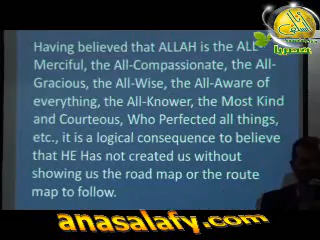 Having believed that ALLAH is the ALL-
Merciful, the All-Compassionate, the All-
Gracious, the All-Wise, the All-Aware of
everything, the All-Knower, the Most Kind
and Courteous, Who Perfected all things,
etc., it is a logical consequence to believe
that HE Has not created us without
showing us the road map or the route
map to follow.
anasalafy.com